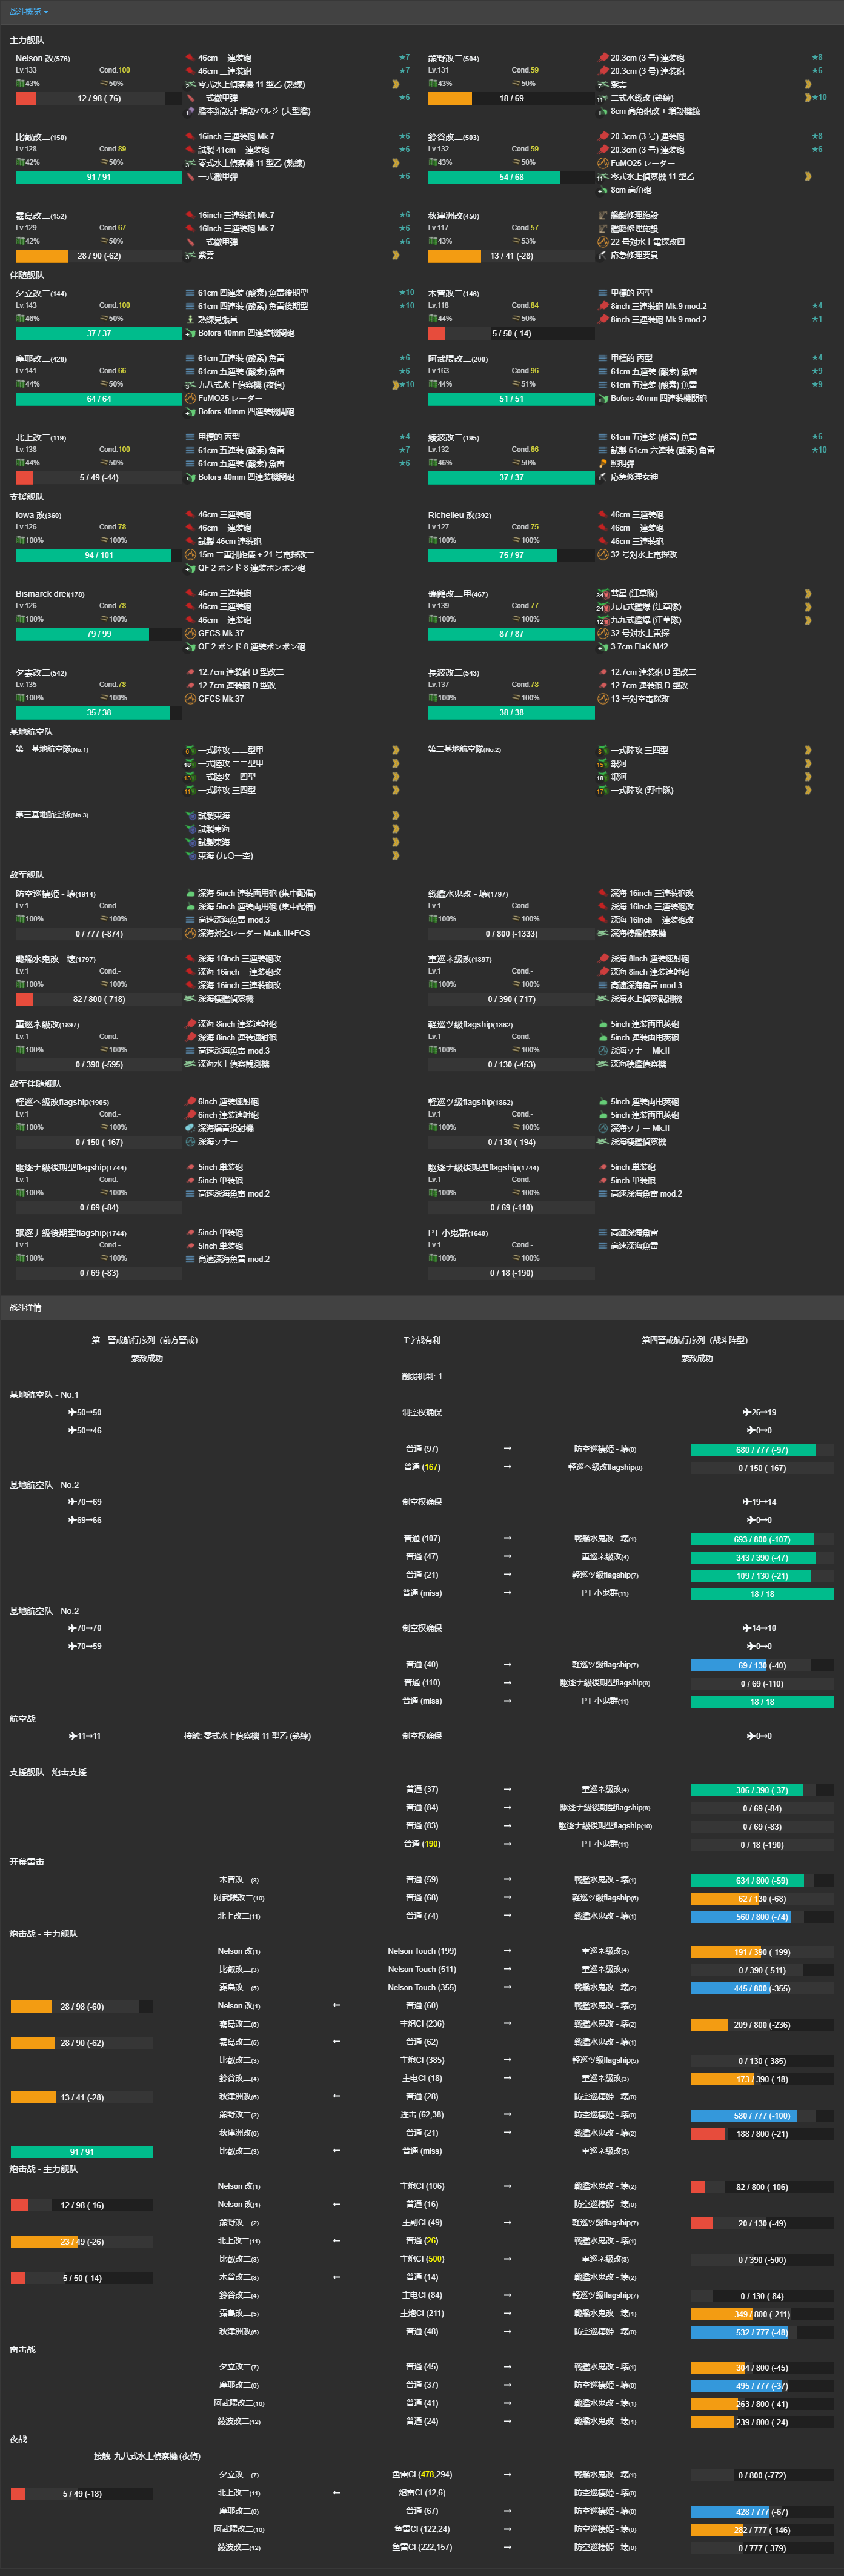 战斗概览
主力舰队
Nelson 改(576)
Lv.133 Cond.100
43% 50%
12 / 98 (-76)
46cm 三連装砲 ★7
46cm 三連装砲 ★7
2 零式水上偵察機 11 型乙 (熟練)
一式徹甲弾 ★6
艦本新設計 増設バルジ (大型艦)
熊野改二(504)
Lv.131 Cond.59
43% 50%
18 / 69
20.3cm (3 号) 連装砲 ★8
20.3cm (3 号) 連装砲 ★6
7 紫雲
11 二式水戦改 (熟練) ★10
8cm 高角砲改 + 増設機銃
比叡改二(150)
Lv.128 Cond.89
42% 50%
91 / 91
16inch 三連装砲 Mk.7 ★6
試製 41cm 三連装砲 ★6
3 零式水上偵察機 11 型乙 (熟練)
一式徹甲弾 ★6
鈴谷改二(503)
Lv.132 Cond.59
43% 50%
54 / 68
20.3cm (3 号) 連装砲 ★8
20.3cm (3 号) 連装砲 ★6
FuMO25 レーダー
11 零式水上偵察機 11 型乙
8cm 高角砲
霧島改二(152)
Lv.129 Cond.67
42% 50%
28 / 90 (-62)
16inch 三連装砲 Mk.7 ★6
16inch 三連装砲 Mk.7 ★6
一式徹甲弾 ★6
3 紫雲
秋津洲改(450)
Lv.117 Cond.57
43% 53%
13 / 41 (-28)
艦艇修理施設
艦艇修理施設
22 号対水上電探改四
応急修理要員
伴随舰队
夕立改二(144)
Lv.143 Cond.100
46% 50%
37 / 37
61cm 四連装 (酸素) 魚雷後期型 ★10
61cm 四連装 (酸素) 魚雷後期型 ★10
熟練見張員
Bofors 40mm 四連装機関砲
木曾改二(146)
Lv.118 Cond.84
44% 50%
5 / 50 (-14)
甲標的 丙型
8inch 三連装砲 Mk.9 mod.2 ★4
8inch 三連装砲 Mk.9 mod.2 ★1
摩耶改二(428)
Lv.141 Cond.66
44% 50%
64 / 64
61cm 五連装 (酸素) 魚雷 ★6
61cm 五連装 (酸素) 魚雷 ★6
3 九八式水上偵察機 (夜偵) ★10
FuMO25 レーダー
Bofors 40mm 四連装機関砲
阿武隈改二(200)
Lv.163 Cond.96
44% 51%
51 / 51
甲標的 丙型 ★4
61cm 五連装 (酸素) 魚雷 ★9
61cm 五連装 (酸素) 魚雷 ★9
Bofors 40mm 四連装機関砲
北上改二(119)
Lv.138 Cond.100
44% 50%
5 / 49 (-44)
甲標的 丙型 ★4
61cm 五連装 (酸素) 魚雷 ★7
61cm 五連装 (酸素) 魚雷 ★6
Bofors 40mm 四連装機関砲
綾波改二(195)
Lv.132 Cond.66
46% 50%
37 / 37
61cm 五連装 (酸素) 魚雷 ★6
試製 61cm 六連装 (酸素) 魚雷 ★10
照明弾
応急修理女神
支援舰队
Iowa 改(360)
Lv.126 Cond.78
100% 100%
94 / 101
46cm 三連装砲
46cm 三連装砲
試製 46cm 連装砲
15m 二重測距儀 + 21 号電探改二
QF 2 ポンド 8 連装ポンポン砲
Richelieu 改(392)
Lv.127 Cond.75
100% 100%
75 / 97
46cm 三連装砲
46cm 三連装砲
46cm 三連装砲
32 号対水上電探改
Bismarck drei(178)
Lv.126 Cond.78
100% 100%
79 / 99
46cm 三連装砲
46cm 三連装砲
46cm 三連装砲
GFCS Mk.37
QF 2 ポンド 8 連装ポンポン砲
瑞鶴改二甲(467)
Lv.139 Cond.77
100% 100%
87 / 87
34 彗星 (江草隊)
24 九九式艦爆 (江草隊)
12 九九式艦爆 (江草隊)
32 号対水上電探
3.7cm FlaK M42
夕雲改二(542)
Lv.135 Cond.78
100% 100%
35 / 38
12.7cm 連装砲 D 型改二
12.7cm 連装砲 D 型改二
GFCS Mk.37
長波改二(543)
Lv.137 Cond.78
100% 100%
38 / 38
12.7cm 連装砲 D 型改二
12.7cm 連装砲 D 型改二
13 号対空電探改
基地航空队
第一基地航空隊(No.1)
一式陸攻 二二型甲
18 一式陸攻 二二型甲
13 一式陸攻 三四型
11 一式陸攻 三四型
第二基地航空隊(No.2)
一式陸攻 三四型
15 銀河
18 銀河
17 一式陸攻 (野中隊)
第三基地航空隊(No.3)
試製東海
試製東海
試製東海
東海 (九〇一空)
敌军舰队
防空巡棲姫 - 壊(1914)
Lv.1 Cond.-
100% 100%
0 / 777 (-874)
深海 5inch 連装両用砲 (集中配備)
深海 5inch 連装両用砲 (集中配備)
高速深海魚雷 mod.3
深海対空レーダー Mark.III+FCS
戦艦水鬼改 - 壊(1797)
Lv.1 Cond.-
100% 100%
0 / 800 (-1333)
深海 16inch 三連装砲改
深海 16inch 三連装砲改
深海 16inch 三連装砲改
深海棲艦偵察機
戦艦水鬼改 - 壊(1797)
Lv.1 Cond.-
100% 100%
82 / 800 (-718)
深海 16inch 三連装砲改
深海 16inch 三連装砲改
深海 16inch 三連装砲改
深海棲艦偵察機
重巡ネ級改(1897)
Lv.1 Cond.-
100% 100%
0 / 390 (-717)
深海 8inch 連装速射砲
深海 8inch 連装速射砲
高速深海魚雷 mod.3
深海水上偵察観測機
重巡ネ級改(1897)
Lv.1 Cond.-
100% 100%
0 / 390 (-595)
深海 8inch 連装速射砲
深海 8inch 連装速射砲
高速深海魚雷 mod.3
深海水上偵察観測機
軽巡ツ級flagship(1862)
Lv.1 Cond.-
100% 100%
0 / 130 (-453)
5inch 連装両用莢砲
5inch 連装両用莢砲
深海ソナー Mk.II
深海棲艦偵察機
敌军伴随舰队
軽巡ヘ級改flagship(1905)
Lv.1 Cond.-
100% 100%
0 / 150 (-167)
6inch 連装速射砲
6inch 連装速射砲
深海爆雷投射機
深海ソナー
軽巡ツ級flagship(1862)
Lv.1 Cond.-
100% 100%
0 / 130 (-194)
5inch 連装両用莢砲
5inch 連装両用莢砲
深海ソナー Mk.II
深海棲艦偵察機
駆逐ナ級後期型flagship(1744)
Lv.1 Cond.-
100% 100%
0 / 69 (-84)
5inch 単装砲
5inch 単装砲
高速深海魚雷 mod.2
駆逐ナ級後期型flagship(1744)
Lv.1 Cond.-
100% 100%
0 / 69 (-110)
5inch 単装砲
5inch 単装砲
高速深海魚雷 mod.2
駆逐ナ級後期型flagship(1744)
Lv.1 Cond.-
100% 100%
0 / 69 (-83)
5inch 単装砲
5inch 単装砲
高速深海魚雷 mod.2
PT 小鬼群(1640)
Lv.1 Cond.-
100% 100%
0 / 18 (-190)
高速深海魚雷
高速深海魚雷
战斗详情
第二警戒航行序列（前方警戒） T字战有利 第四警戒航行序列（战斗阵型）
索敌成功 索敌成功
削弱机制: 1
基地航空队 - No.1
50→50 制空权确保 26→19
50→46 0→0
普通 (97) → 防空巡棲姫 - 壊(0) 680 / 777 (-97)
普通 (167) → 軽巡ヘ級改flagship(6) 0 / 150 (-167)
基地航空队 - No.2
70→69 制空权确保 19→14
69→66 0→0
普通 (107) → 戦艦水鬼改 - 壊(1) 693 / 800 (-107)
普通 (47) → 重巡ネ級改(4) 343 / 390 (-47)
普通 (21) → 軽巡ツ級flagship(7) 109 / 130 (-21)
普通 (miss) → PT 小鬼群(11) 18 / 18
基地航空队 - No.2
70→70 制空权确保 14→10
70→59 0→0
普通 (40) → 軽巡ツ級flagship(7) 69 / 130 (-40)
普通 (110) → 駆逐ナ級後期型flagship(9) 0 / 69 (-110)
普通 (miss) → PT 小鬼群(11) 18 / 18
航空战
11→11 接触: 零式水上偵察機 11 型乙 (熟練) 制空权确保 0→0
支援舰队 - 炮击支援
普通 (37) → 重巡ネ級改(4) 306 / 390 (-37)
普通 (84) → 駆逐ナ級後期型flagship(8) 0 / 69 (-84)
普通 (83) → 駆逐ナ級後期型flagship(10) 0 / 69 (-83)
普通 (190) → PT 小鬼群(11) 0 / 18 (-190)
开幕雷击
木曾改二(8) 普通 (59) → 戦艦水鬼改 - 壊(1) 634 / 800 (-59)
阿武隈改二(10) 普通 (68) → 軽巡ツ級flagship(5) 62 / 130 (-68)
北上改二(11) 普通 (74) → 戦艦水鬼改 - 壊(1) 560 / 800 (-74)
炮击战 - 主力舰队
Nelson 改(1) Nelson Touch (199) → 重巡ネ級改(3) 191 / 390 (-199)
比叡改二(3) Nelson Touch (511) → 重巡ネ級改(4) 0 / 390 (-511)
霧島改二(5) Nelson Touch (355) → 戦艦水鬼改 - 壊(2) 445 / 800 (-355)
28 / 98 (-60) Nelson 改(1) ← 普通 (60) 戦艦水鬼改 - 壊(2)
霧島改二(5) 主炮CI (236) → 戦艦水鬼改 - 壊(2) 209 / 800 (-236)
28 / 90 (-62) 霧島改二(5) ← 普通 (62) 戦艦水鬼改 - 壊(1)
比叡改二(3) 主炮CI (385) → 軽巡ツ級flagship(5) 0 / 130 (-385)
鈴谷改二(4) 主电CI (18) → 重巡ネ級改(3) 173 / 390 (-18)
13 / 41 (-28) 秋津洲改(6) ← 普通 (28) 防空巡棲姫 - 壊(0)
熊野改二(2) 连击 (62,38) → 防空巡棲姫 - 壊(0) 580 / 777 (-100)
秋津洲改(6) 普通 (21) → 戦艦水鬼改 - 壊(2) 188 / 800 (-21)
91 / 91 比叡改二(3) ← 普通 (miss) 重巡ネ級改(3)
炮击战 - 主力舰队
Nelson 改(1) 主炮CI (106) → 戦艦水鬼改 - 壊(2) 82 / 800 (-106)
12 / 98 (-16) Nelson 改(1) ← 普通 (16) 防空巡棲姫 - 壊(0)
熊野改二(2) 主副CI (49) → 軽巡ツ級flagship(7) 20 / 130 (-49)
23 / 49 (-26) 北上改二(11) ← 普通 (26) 戦艦水鬼改 - 壊(1)
比叡改二(3) 主炮CI (500) → 重巡ネ級改(3) 0 / 390 (-500)
5 / 50 (-14) 木曾改二(8) ← 普通 (14) 戦艦水鬼改 - 壊(2)
鈴谷改二(4) 主电CI (84) → 軽巡ツ級flagship(7) 0 / 130 (-84)
霧島改二(5) 主炮CI (211) → 戦艦水鬼改 - 壊(1) 349 / 800 (-211)
秋津洲改(6) 普通 (48) → 防空巡棲姫 - 壊(0) 532 / 777 (-48)
雷击战
夕立改二(7) 普通 (45) → 戦艦水鬼改 - 壊(1) 304 / 800 (-45)
摩耶改二(9) 普通 (37) → 防空巡棲姫 - 壊(0) 495 / 777 (-37)
阿武隈改二(10) 普通 (41) → 戦艦水鬼改 - 壊(1) 263 / 800 (-41)
綾波改二(12) 普通 (24) → 戦艦水鬼改 - 壊(1) 239 / 800 (-24)
夜战
接触: 九八式水上偵察機 (夜偵)
夕立改二(7) 鱼雷CI (478,294) → 戦艦水鬼改 - 壊(1) 0 / 800 (-772)
5 / 49 (-18) 北上改二(11) ← 炮雷CI (12,6) 防空巡棲姫 - 壊(0)
摩耶改二(9) 普通 (67) → 防空巡棲姫 - 壊(0) 428 / 777 (-67)
阿武隈改二(10) 鱼雷CI (122,24) → 防空巡棲姫 - 壊(0) 282 / 777 (-146)
綾波改二(12) 鱼雷CI (222,157) → 防空巡棲姫 - 壊(0) 0 / 777 (-379)